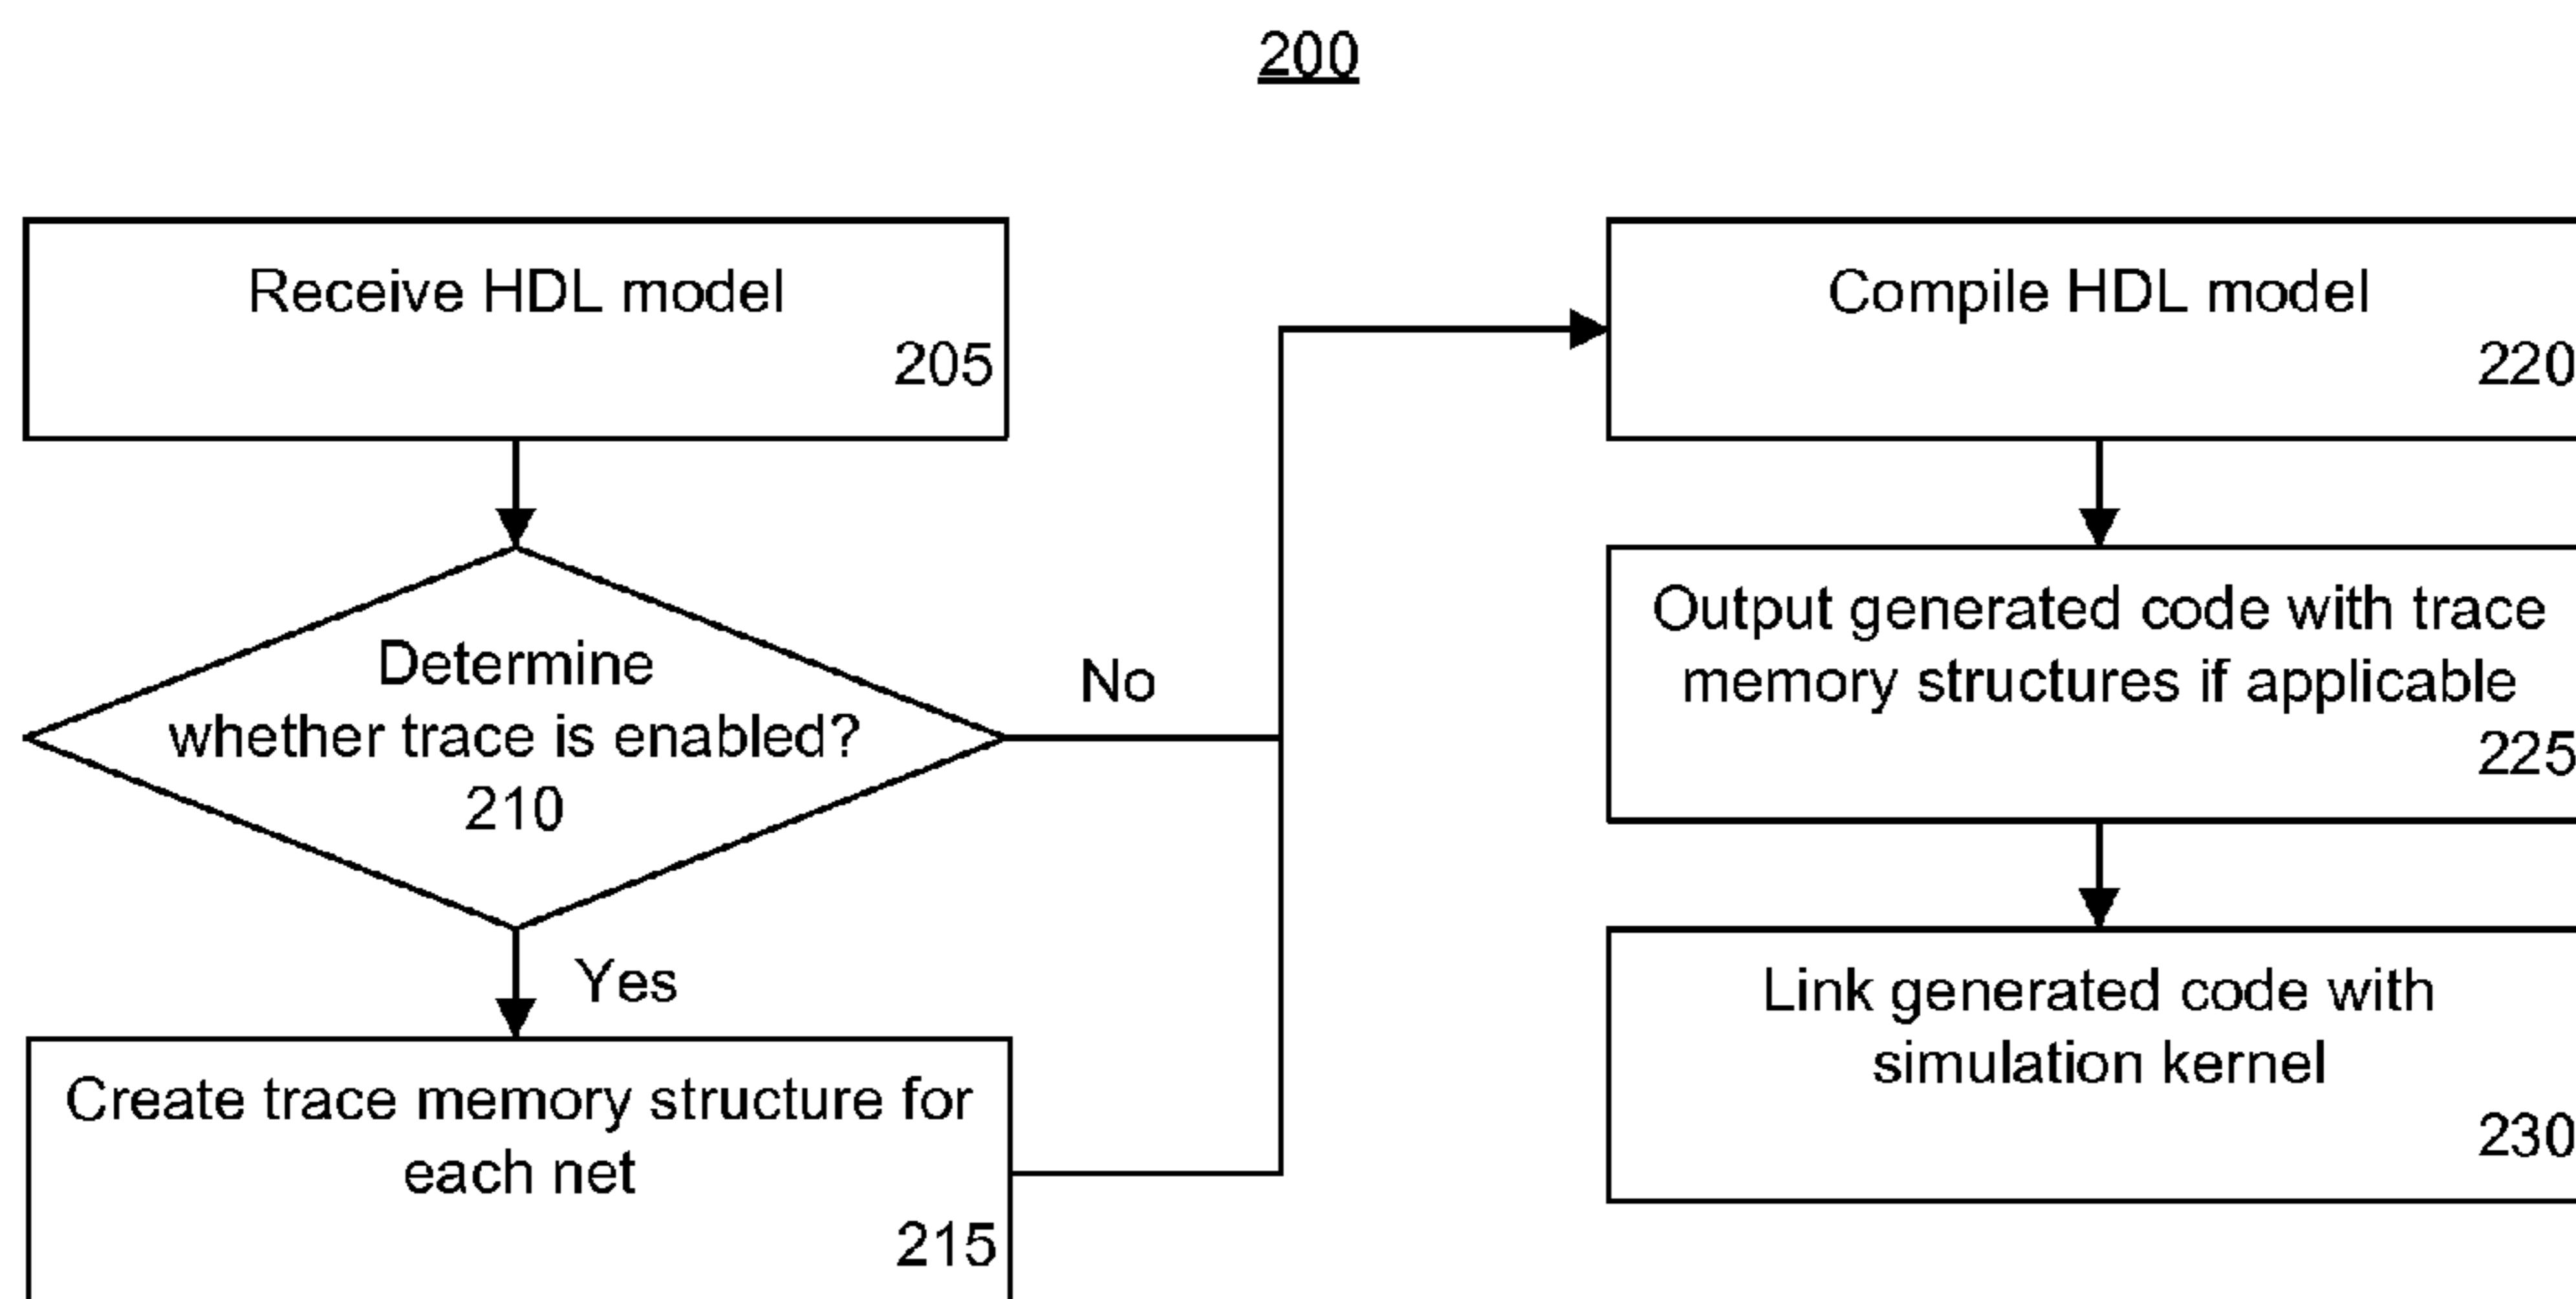 200
Receive HDL model
205
Determine
whether trace is enabled?
210
No
Yes
Create trace memory structure for
each net
215
Compile HDL model
220
Output generated code with trace
memory structures if applicable
225
Link generated code with
simulation kernel
230